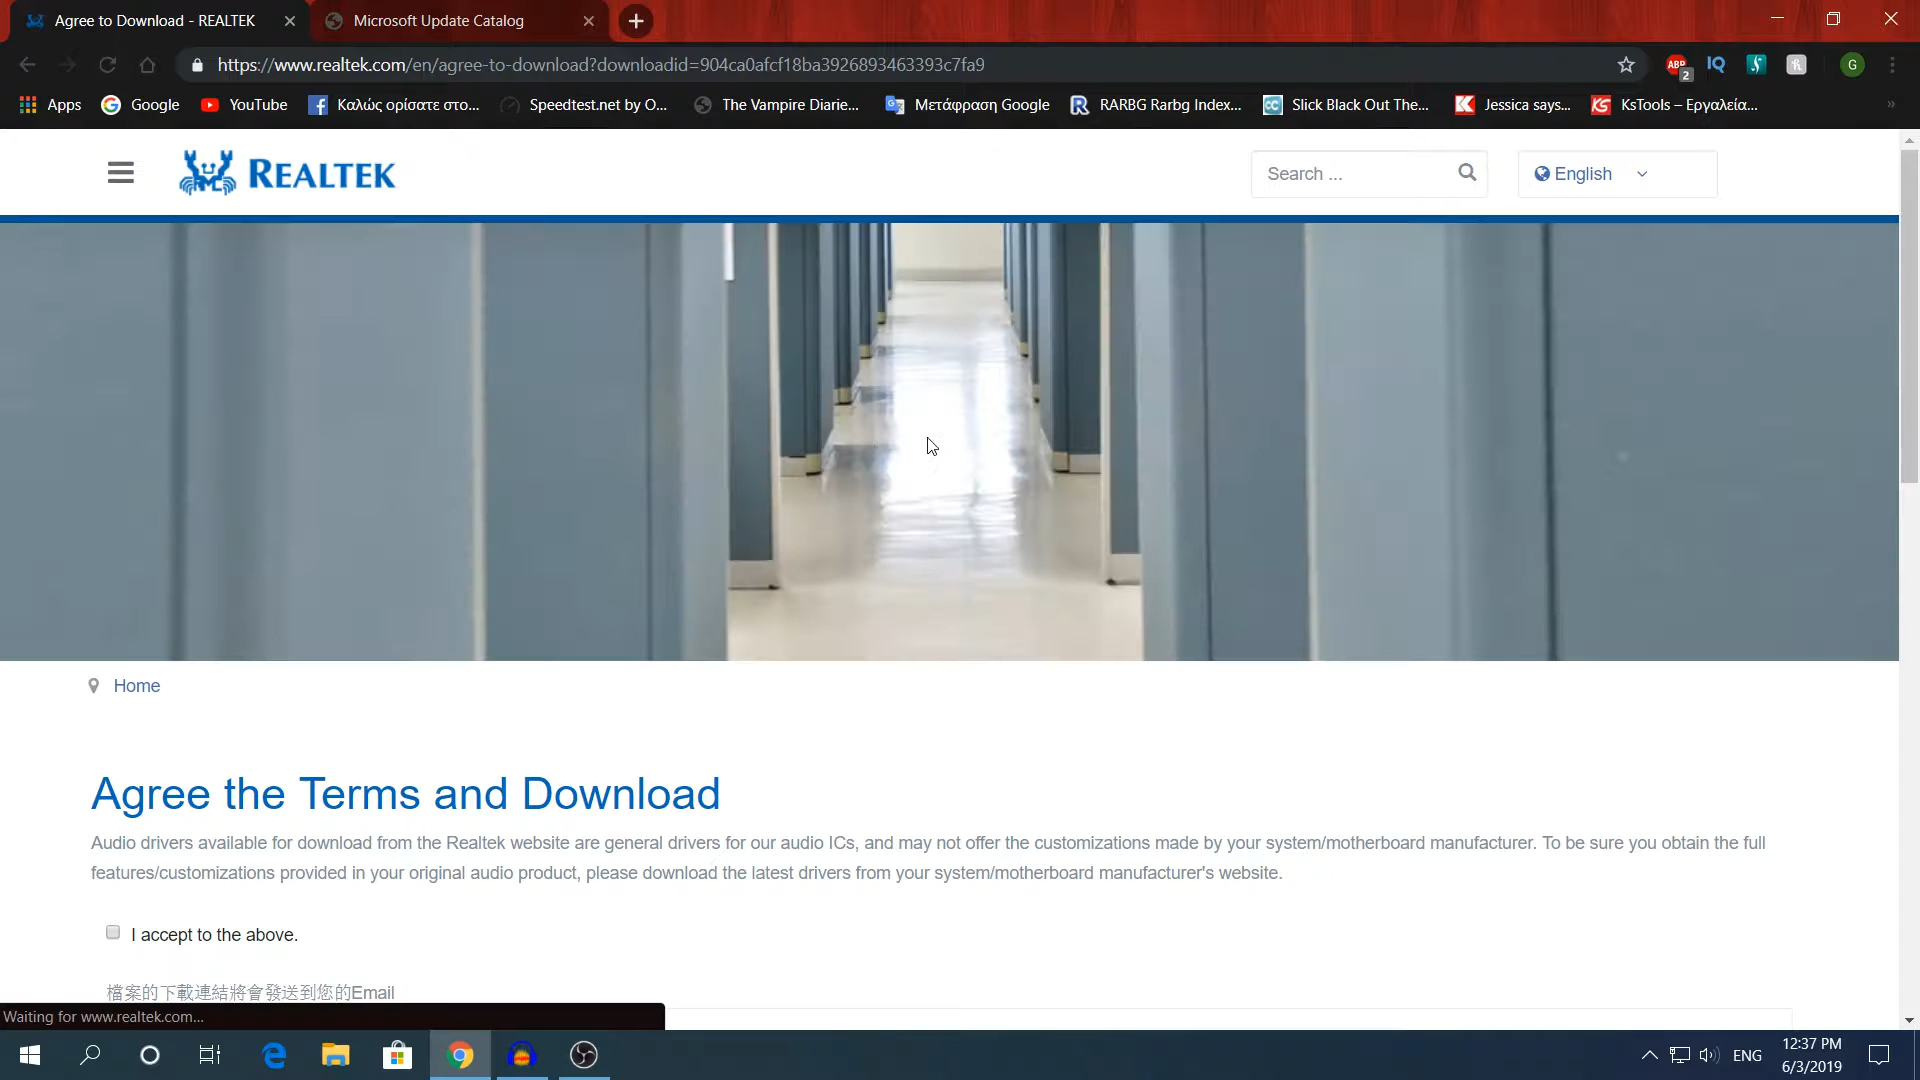 Agree to Download - REALTEK
Microsoft Update Catalog
https://www.realtek.com/en/agree-to-download?downloadid=904ca0afcf18ba3926893463393c7fa9
ABP
2
IQ
G
Apps
Google
YouTube
Καλώς ορίσατε στο...
Speedtest.net by O...
The Vampire Diarie...
Μετάφραση Google
RARBG Rarbg Index...
Slick Black Out The...
Jessica says...
KsTools – Εργαλεία...
REALTEK
Search ...
English
Home
Agree the Terms and Download
Audio drivers available for download from the Realtek website are general drivers for our audio ICs, and may not offer the customizations made by your system/motherboard manufacturer. To be sure you obtain the full
features/customizations provided in your original audio product, please download the latest drivers from your system/motherboard manufacturer's website.
I accept to the above.
檔案的下載連結將會發送到您的Email
Waiting for www.realtek.com...
ENG
12:37 PM
6/3/2019